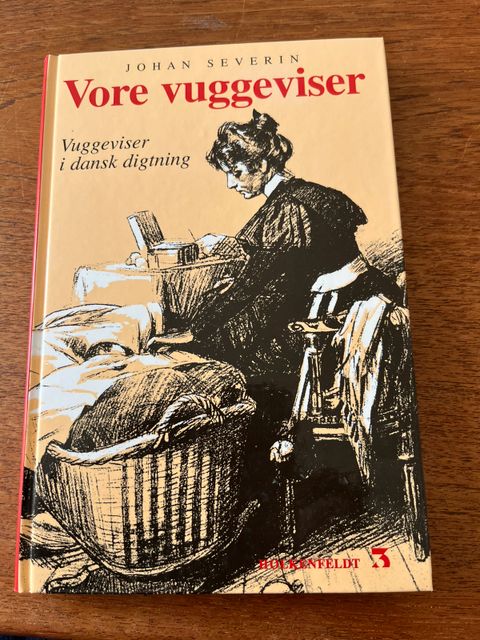 JOHAN SEVERIN
Vore vuggeviser
Vuggeviser
i dansk digtning
HOLKENFELDT 3